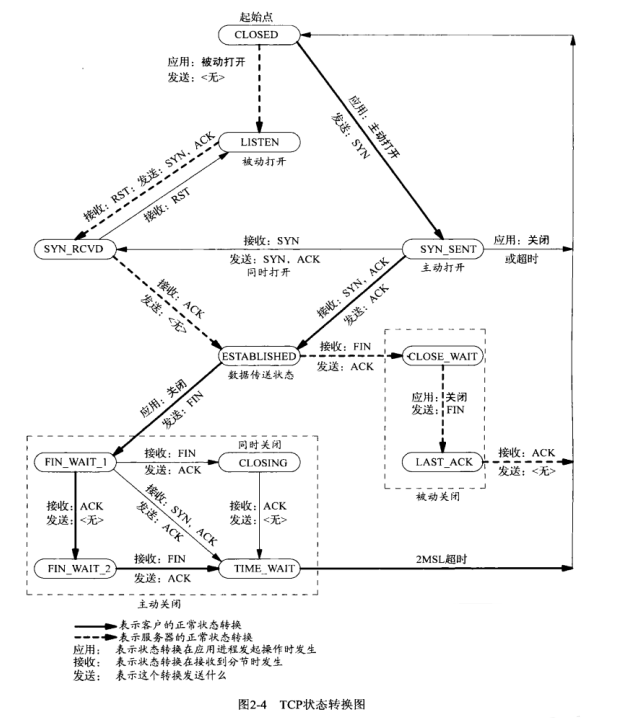 起始点
CLOSED
应用：被动打开
发送：<无>
应用：主动打开
发送：SYN
LISTEN
被动打开
接收：RST；发送：SYN，ACK
接收：RST
SYN_RCVD
接收：SYN
发送：SYN，ACK
同时打开
SYN_SENT
主动打开
应用：关闭
或超时
接收：ACK
发送：<无>
接收：SYN，ACK
发送：ACK
ESTABLISHED
数据传送状态
接收：FIN
发送：ACK
CLOSE_WAIT
应用：关闭
发送：FIN
应用：关闭
发送：FIN
LAST_ACK
被动关闭
接收：ACK
发送：<无>
FIN_WAIT_1
接收：FIN
发送：ACK
同时关闭
CLOSING
接收：ACK
发送：<无>
接收：SYN，ACK
发送：ACK
接收：ACK
发送：<无>
FIN_WAIT_2
接收：FIN
发送：ACK
TIME_WAIT
2MSL超时
主动关闭
表示客户的正常状态转换
表示服务器的正常状态转换
应用： 表示状态转换在应用进程发起操作时发生
接收： 表示状态转换在接收到分节时发生
发送： 表示这个转换发送什么
图2-4 TCP状态转换图